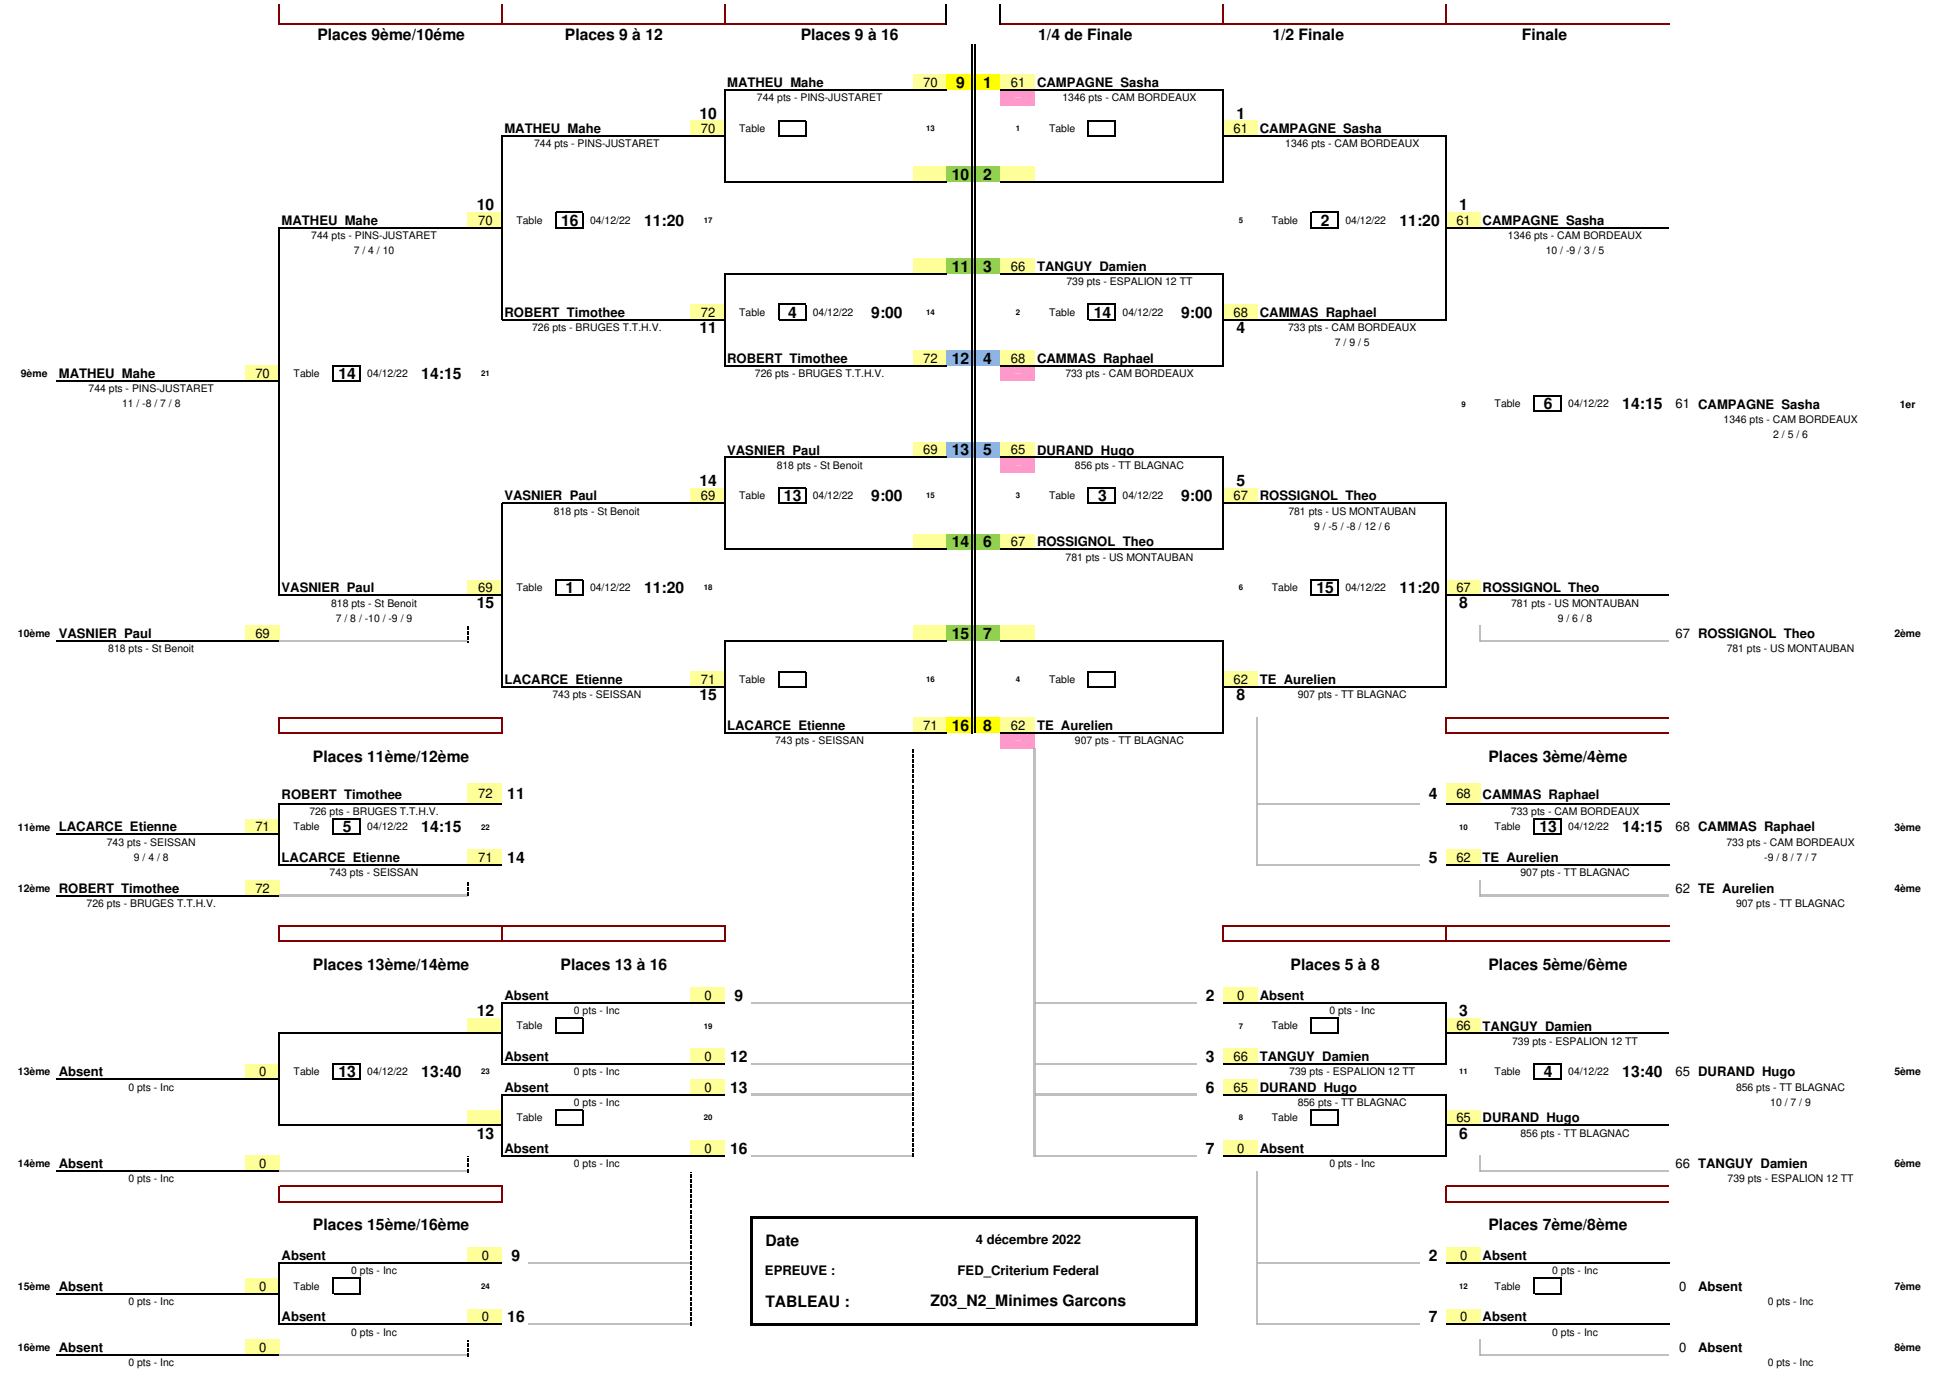 Places 9ème/10éme Places 9 à 12 Places 9 à 16 1/4 de Finale 1/2 Finale Finale
MATHEU Mahe 70 9 1 61 CAMPAGNE Sasha
744 pts - PINS-JUSTARET 1346 pts - CAM BORDEAUX
10 1
MATHEU Mahe 70 Table 13 1 Table 61 CAMPAGNE Sasha
744 pts - PINS-JUSTARET 1346 pts - CAM BORDEAUX
10 2
10 1
MATHEU Mahe 70 Table 16 04/12/22 11:20 17 5 Table 2 04/12/22 11:20 61 CAMPAGNE Sasha
744 pts - PINS-JUSTARET 1346 pts - CAM BORDEAUX
7 / 4 / 10 10 / -9 / 3 / 5
11 3 66 TANGUY Damien
739 pts - ESPALION 12 TT
ROBERT Timothee 72 Table 4 04/12/22 9:00 14 2 Table 14 04/12/22 9:00 68 CAMMAS Raphael
726 pts - BRUGES T.T.H.V. 11 4 733 pts - CAM BORDEAUX
7 / 9 / 5
ROBERT Timothee 72 12 4 68 CAMMAS Raphael
9ème MATHEU Mahe 70 Table 14 04/12/22 14:15 21 726 pts - BRUGES T.T.H.V. 733 pts - CAM BORDEAUX
744 pts - PINS-JUSTARET
11 / -8 / 7 / 8 9 Table 6 04/12/22 14:15 61 CAMPAGNE Sasha 1er
1346 pts - CAM BORDEAUX
2 / 5 / 6
VASNIER Paul 69 13 5 65 DURAND Hugo
818 pts - St Benoit 856 pts - TT BLAGNAC
14 5
VASNIER Paul 69 Table 13 04/12/22 9:00 15 3 Table 3 04/12/22 9:00 67 ROSSIGNOL Theo
818 pts - St Benoit 781 pts - US MONTAUBAN
9 / -5 / -8 / 12 / 6
14 6 67 ROSSIGNOL Theo
781 pts - US MONTAUBAN
VASNIER Paul 69 Table 1 04/12/22 11:20 18 6 Table 15 04/12/22 11:20 67 ROSSIGNOL Theo
818 pts - St Benoit 15 8 781 pts - US MONTAUBAN
7 / 8 / -10 / -9 / 9 9 / 6 / 8
10ème VASNIER Paul 69 15 7 67 ROSSIGNOL Theo 2ème
818 pts - St Benoit 781 pts - US MONTAUBAN
LACARCE Etienne 71 Table 16 4 Table 62 TE Aurelien
743 pts - SEISSAN 15 8 907 pts - TT BLAGNAC
LACARCE Etienne 71 16 8 62 TE Aurelien
743 pts - SEISSAN 907 pts - TT BLAGNAC
Places 11ème/12ème Places 3ème/4ème
ROBERT Timothee 72 11 4 68 CAMMAS Raphael
726 pts - BRUGES T.T.H.V. 733 pts - CAM BORDEAUX
11ème LACARCE Etienne 71 Table 5 04/12/22 14:15 22 10 Table 13 04/12/22 14:15 68 CAMMAS Raphael 3ème
743 pts - SEISSAN 733 pts - CAM BORDEAUX
9 / 4 / 8 LACARCE Etienne 71 14 5 62 TE Aurelien -9 / 8 / 7 / 7
743 pts - SEISSAN 907 pts - TT BLAGNAC
12ème ROBERT Timothee 72 62 TE Aurelien 4ème
726 pts - BRUGES T.T.H.V. 907 pts - TT BLAGNAC
Places 13ème/14ème Places 13 à 16 Places 5 à 8 Places 5ème/6ème
Absent 0 9 2 0 Absent
0 pts - Inc 0 pts - Inc
12 3
Table 19 7 Table 66 TANGUY Damien
739 pts - ESPALION 12 TT
Absent 0 12 3 66 TANGUY Damien
0 pts - Inc 739 pts - ESPALION 12 TT
13ème Absent 0 Table 13 04/12/22 13:40 23 11 Table 4 04/12/22 13:40 65 DURAND Hugo 5ème
0 pts - Inc 856 pts - TT BLAGNAC
Absent 0 13 6 65 DURAND Hugo
0 pts - Inc 856 pts - TT BLAGNAC 10 / 7 / 9
Table 20 8 Table 65 DURAND Hugo
13 6 856 pts - TT BLAGNAC
Absent 0 16 7 0 Absent
0 pts - Inc 0 pts - Inc
14ème Absent 0 66 TANGUY Damien 6ème
0 pts - Inc 739 pts - ESPALION 12 TT
Places 15ème/16ème Places 7ème/8ème
Date 4 décembre 2022
Absent 0 9 2 0 Absent
0 pts - Inc 0 pts - Inc
EPREUVE : FED_Criterium Federal
15ème Absent 0 Table 24 12 Table 0 Absent 7ème
0 pts - Inc 0 pts - Inc
TABLEAU : Z03_N2_Minimes Garcons
Absent 0 16 7 0 Absent
0 pts - Inc 0 pts - Inc
16ème Absent 0 0 Absent 8ème
0 pts - Inc 0 pts - Inc